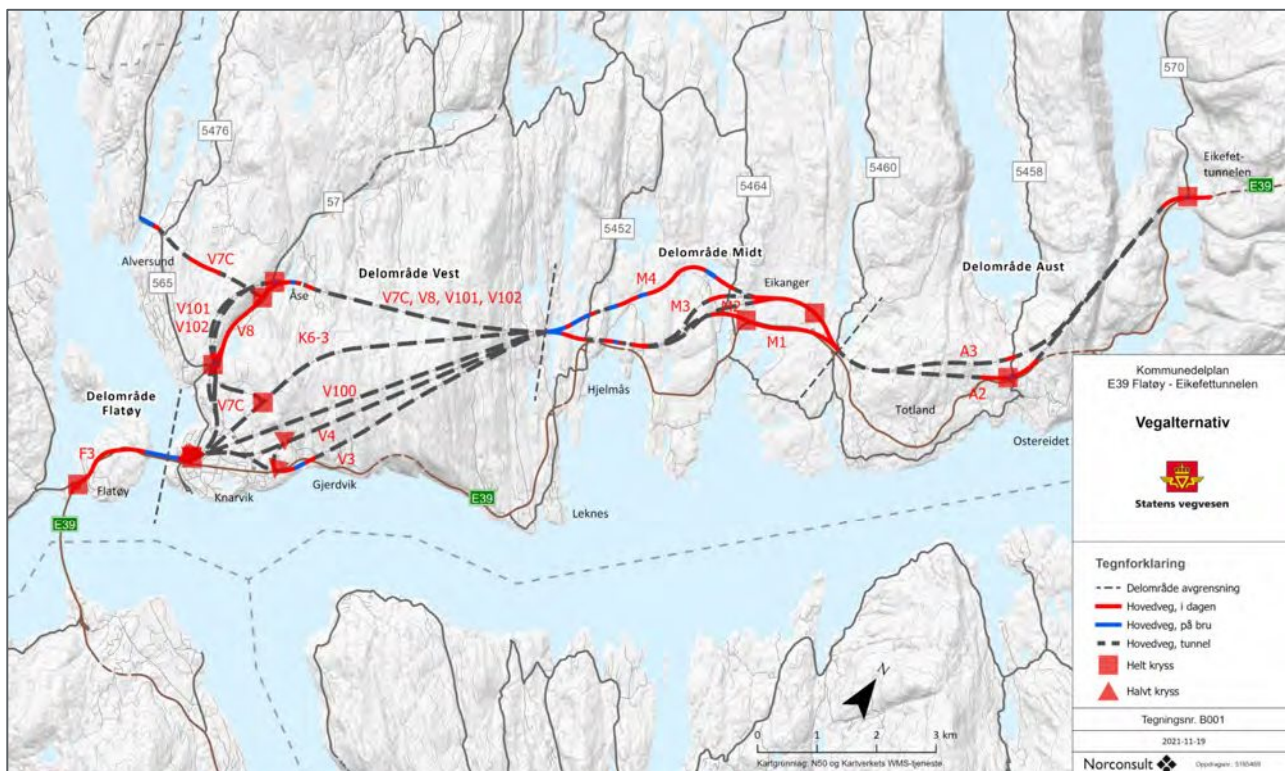 5476
570
Eikefet-
tunnelen
E39
57
5452
5464
5460
5458
Alversund
V7C
565
Åse
Delområde Vest
V7C, V8, V101, V102
V101
V102
V8
K6-3
V100
V7C
V4
V3
Delområde
Flatøy
F3
Flatøy
Knarvik
Gjerdvik
E39
E39
Leknes
Hjelmås
Delområde Midt
M4
Eikanger
M3
M2
M1
Delområde Aust
A3
A2
Totland
Ostereidet
Kommunedelplan
E39 Flatøy - Eikefettunnelen
Vegalternativ
Statens vegvesen
Tegnforklaring
Delområde avgrensning
Hovedveg, i dagen
Hovedveg, på bru
Hovedveg, tunnel
Helt kryss
Halvt kryss
Tegningsnr. B001
2021-11-19
Norconsult
N
0 1 2 3 km
Kartgrunnlag: N50 og Kartverkets WMS-tjeneste